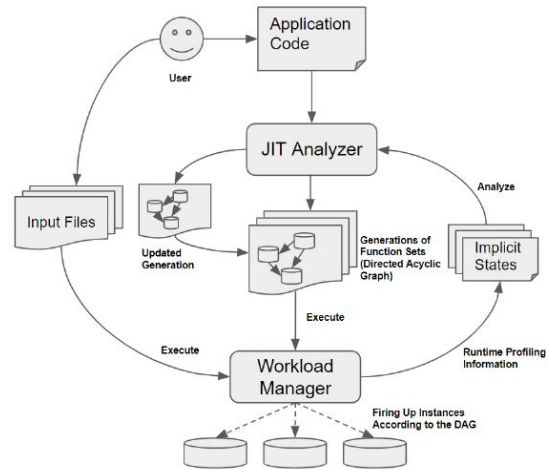 Application
Code
User
JIT Analyzer
Analyze
Input Files
Updated
Generation
Generations of
Function Sets
(Directed Acyclic
Graph)
Implicit
States
Execute
Execute
Workload
Manager
Runtime Profiling
Information
Firing Up Instances
According to the DAG